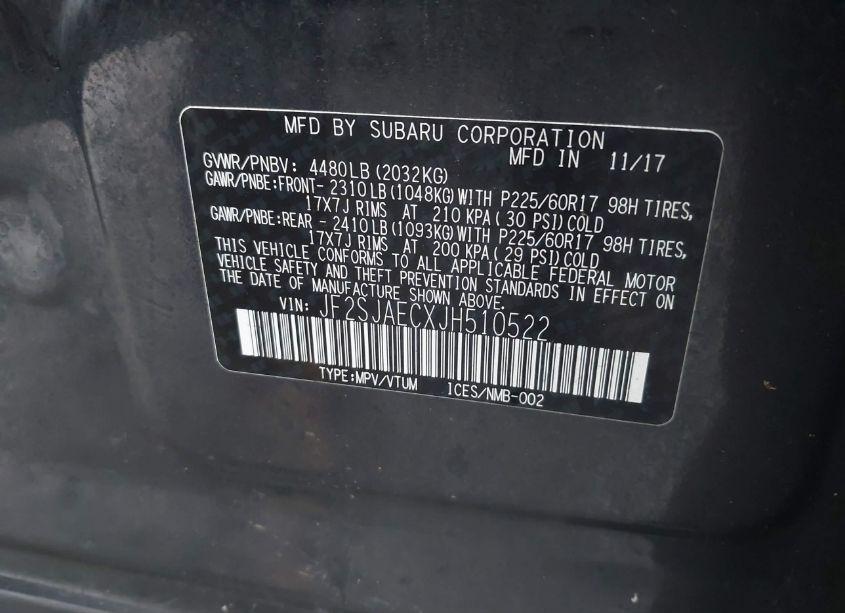 MFD BY SUBARU CORPORATION
MFD IN 11/17
GVWR/PNBV: 4480LB(2032KG)
GAWR/PNBE:FRONT- 2310LB(1048KG)WITH P225/60R17 98H TIRES,
17X7J RIMS AT 210 KPA( 30 PSI)COLD
GAWR/PNBE:REAR - 2410LB(1093KG)WITH P225/60R17 98H TIRES,
17X7J RIMS AT 200 KPA( 29 PSI)COLD
THIS VEHICLE CONFORMS TO ALL APPLICABLE FEDERAL MOTOR
VEHICLE SAFETY AND THEFT PREVENTION STANDARDS IN EFFECT ON
THE DATE OF MANUFACTURE SHOWN ABOVE.
VIN: JF2SJAECXJH510522
TYPE:MPV/VTUM ICES/NMB-002